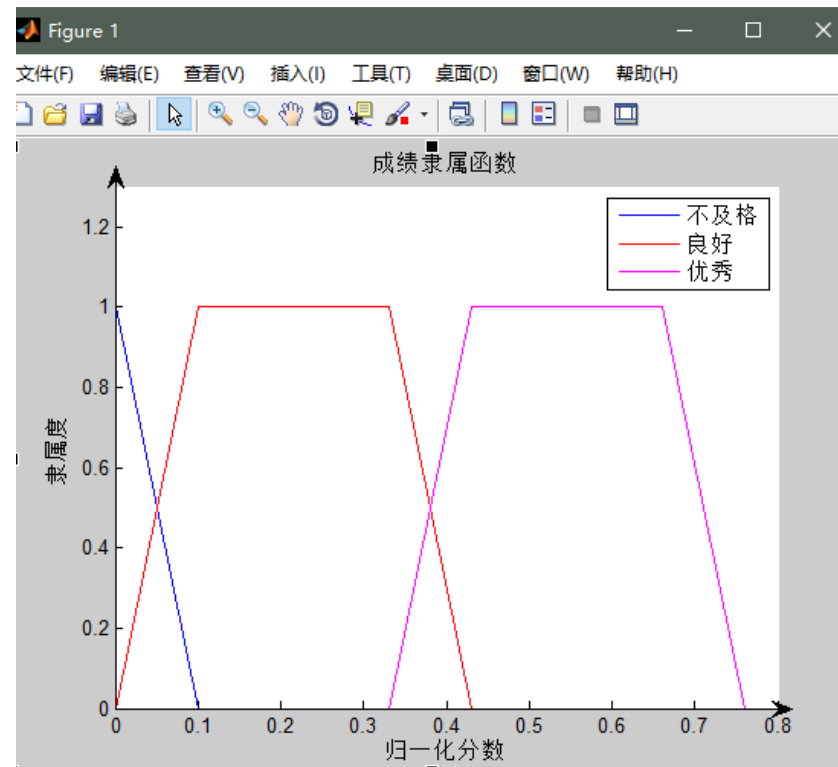 Figure 1
文件(F) 编辑(E) 查看(V) 插入(I) 工具(T) 桌面(D) 窗口(W) 帮助(H)
成绩隶属函数
不及格
良好
优秀
1.2
1
0.8
0.6
0.4
0.2
0
隶属度
0 0.1 0.2 0.3 0.4 0.5 0.6 0.7 0.8
归一化分数